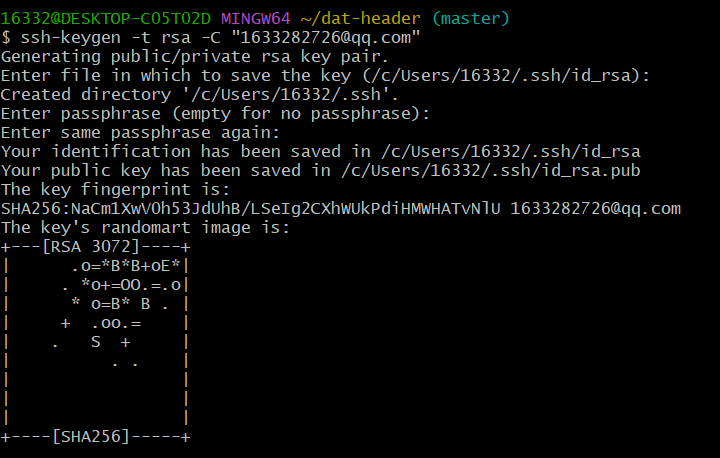 16332@DESKTOP-CO5TO2D MINGW64 ~/dat-header (master)
$ ssh-keygen -t rsa -C "1633282726@qq.com"
Generating public/private rsa key pair.
Enter file in which to save the key (/c/Users/16332/.ssh/id_rsa):
Created directory '/c/Users/16332/.ssh'.
Enter passphrase (empty for no passphrase):
Enter same passphrase again:
Your identification has been saved in /c/Users/16332/.ssh/id_rsa
Your public key has been saved in /c/Users/16332/.ssh/id_rsa.pub
The key fingerprint is:
SHA256:NaCm1XwVOh53JdUhB/LSeIg2CXhWUkPdiHMWHATvNlU 1633282726@qq.com
The key's randomart image is:
+---[RSA 3072]----+
|      .o=*B*B+oE*|
|     . *o+=OO.=.o|
|      * o=B* B . |
|     +  .oo.=    |
|    .   S  +     |
|          . .    |
|                 |
|                 |
|                 |
+----[SHA256]-----+